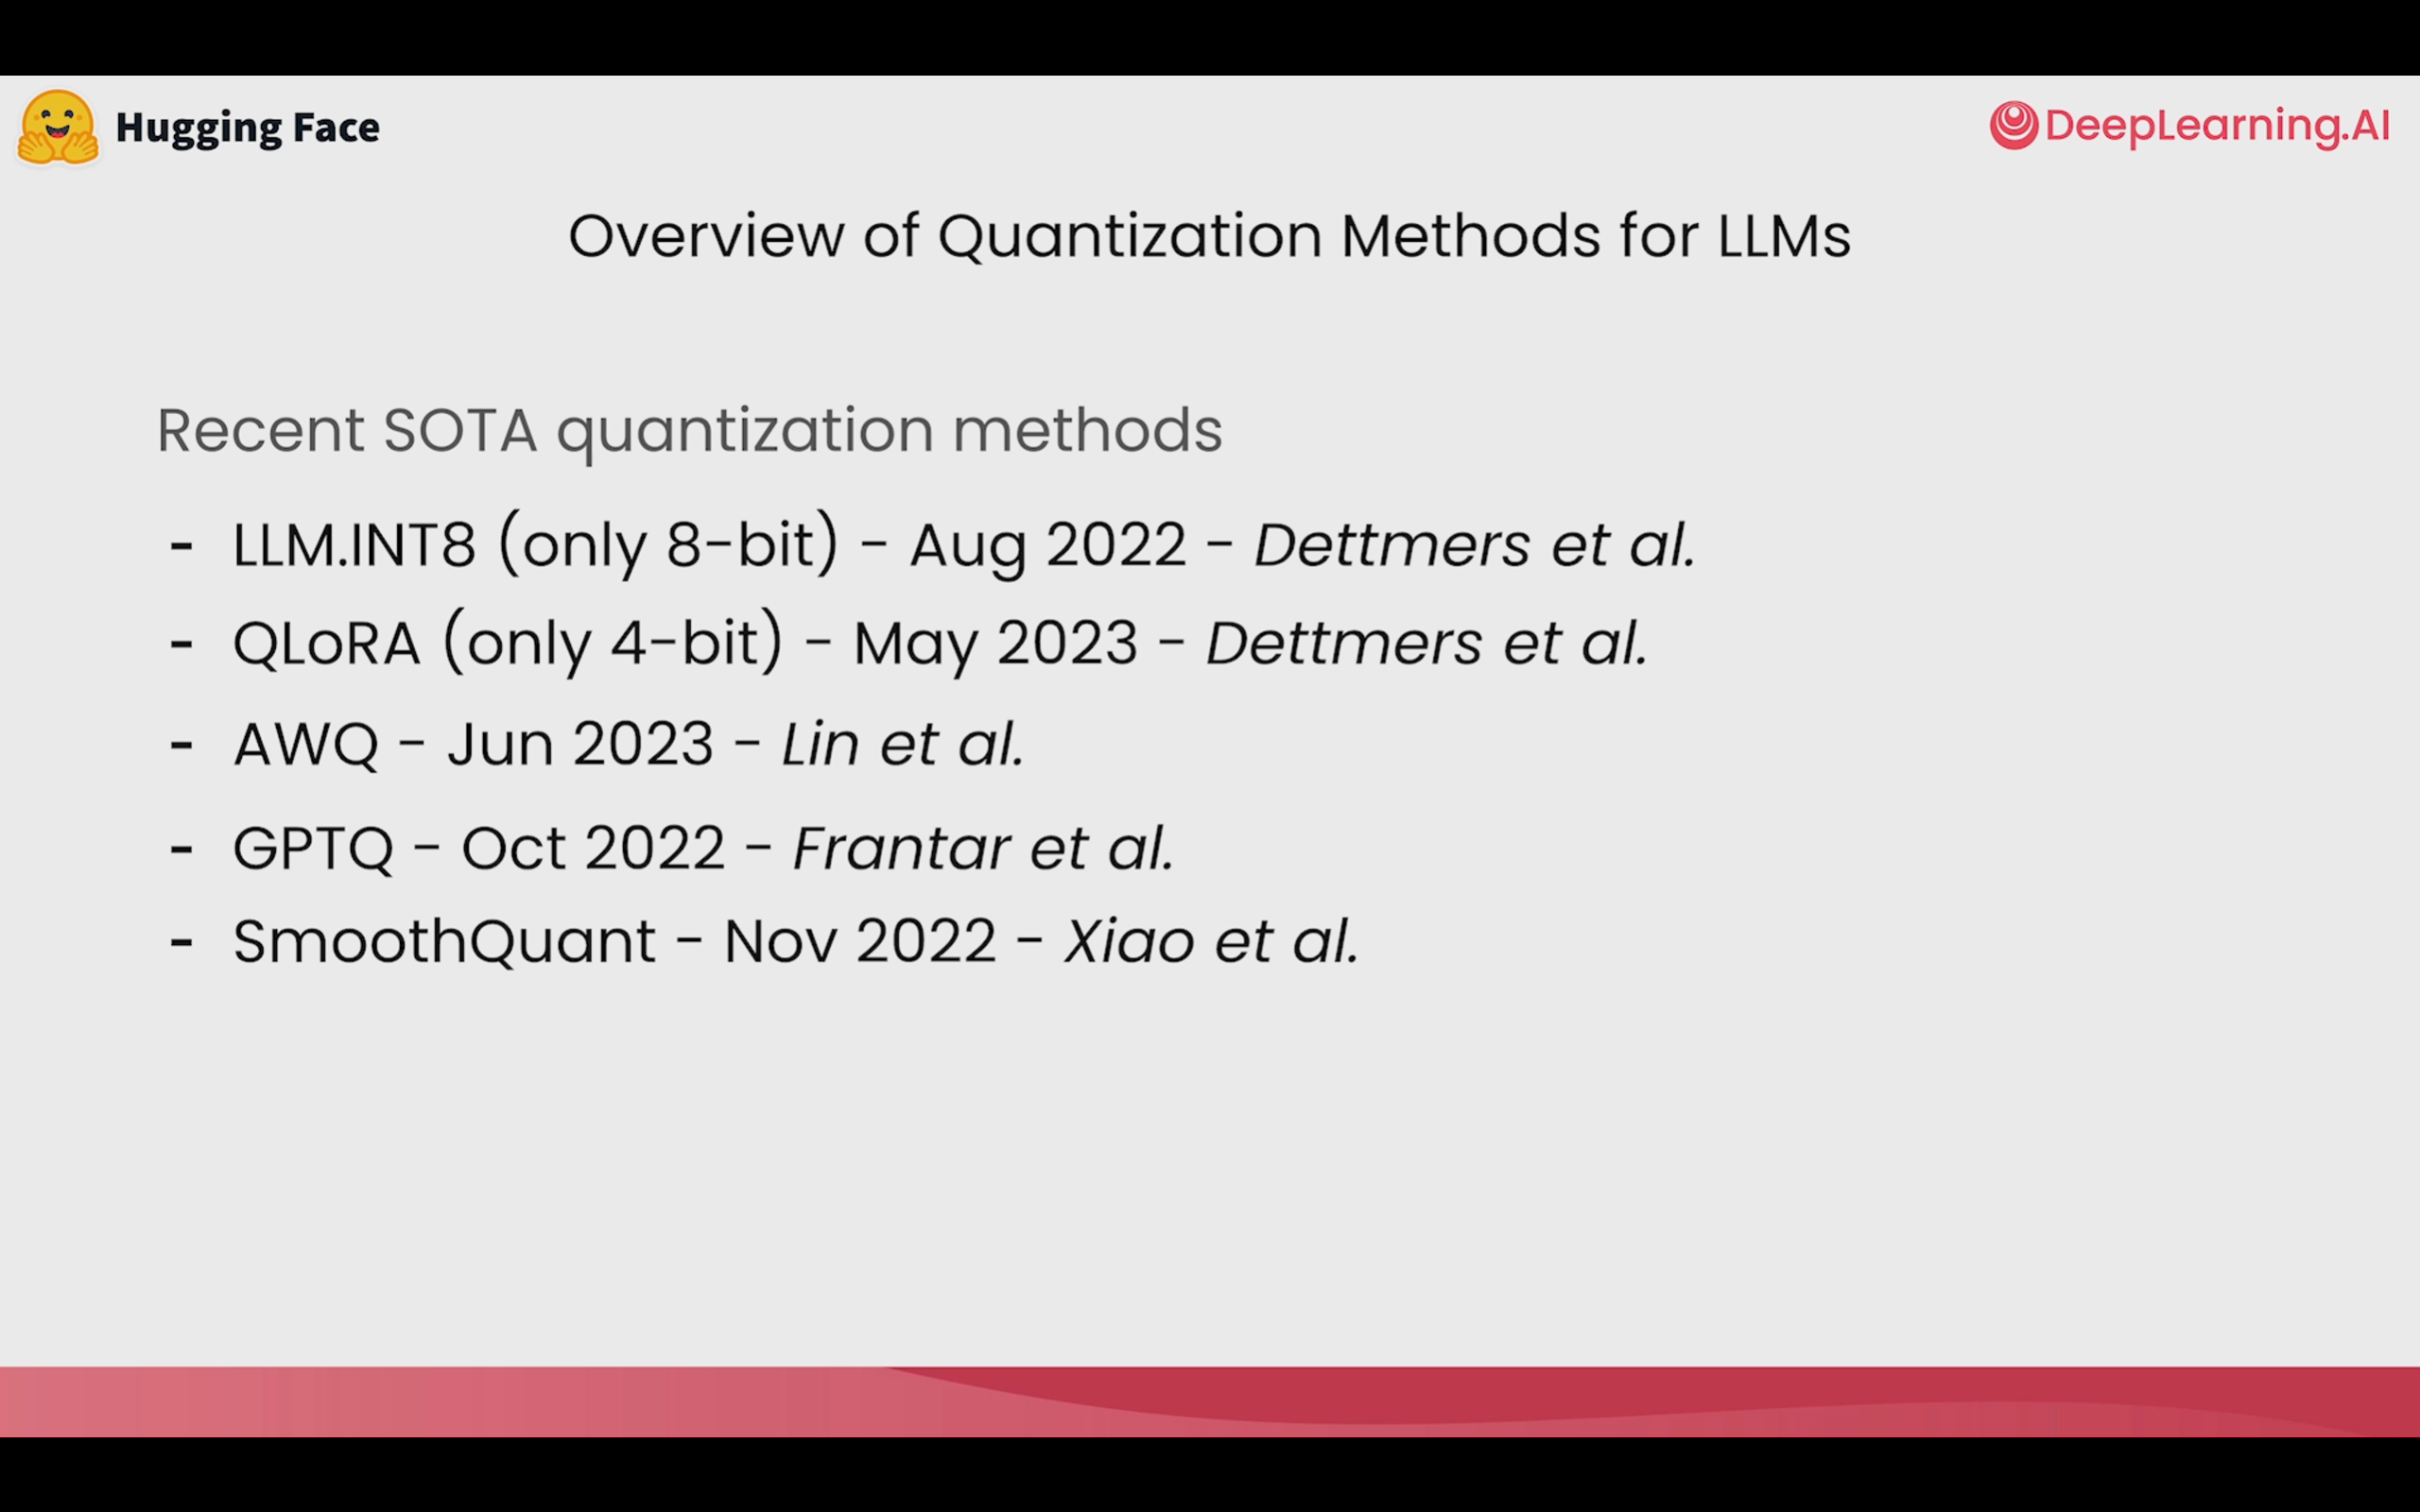 Hugging Face
DeepLearning.AI
Overview of Quantization Methods for LLMs
Recent SOTA quantization methods
- LLM.INT8 (only 8-bit) - Aug 2022 - Dettmers et al.
- QLoRA (only 4-bit) - May 2023 - Dettmers et al.
- AWQ - Jun 2023 - Lin et al.
- GPTQ - Oct 2022 - Frantar et al.
- SmoothQuant - Nov 2022 - Xiao et al.